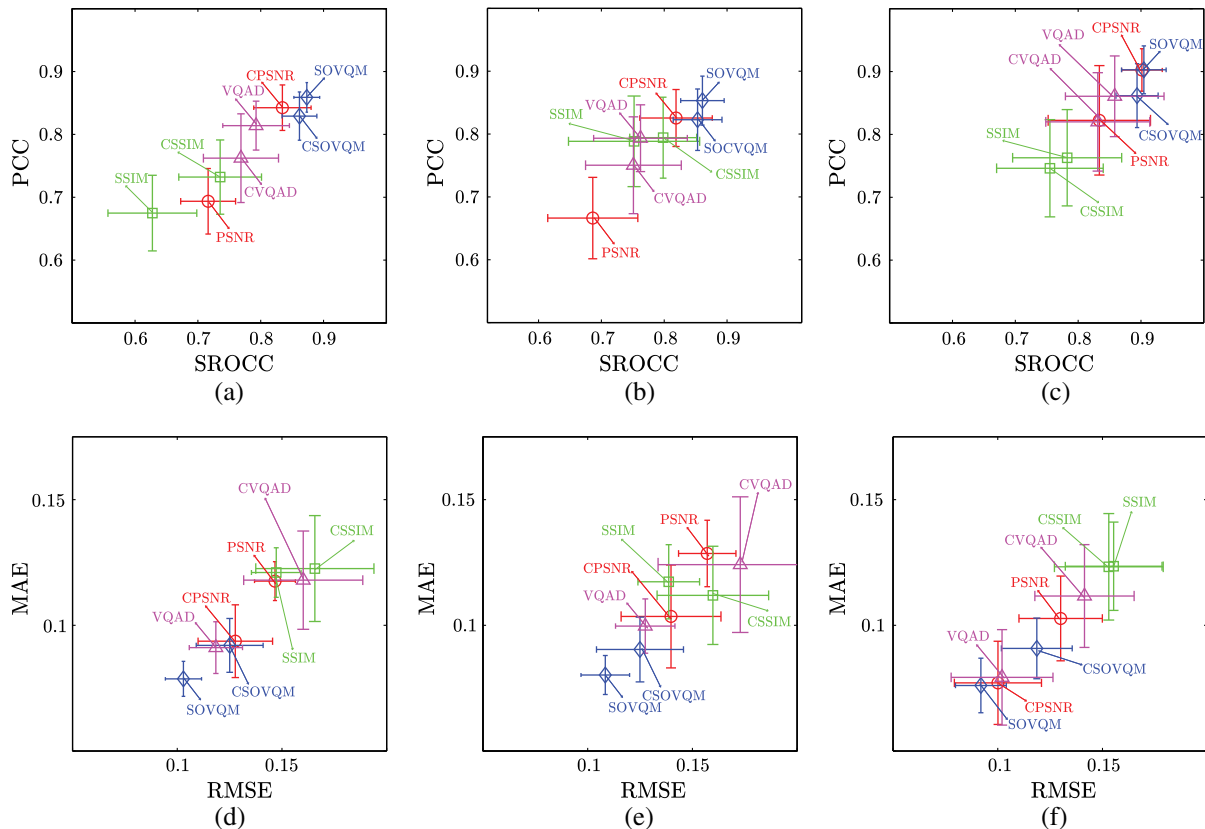 0.9
0.8
0.7
0.6
PCC
VQAD
CPSNR
SOVQM
CSSIM
SSIM
CSOVQM
CVQAD
PSNR
0.6
0.7
0.8
0.9
SROCC
(a)
0.9
0.8
0.7
0.6
PCC
SOVQM
CPSNR
VQAD
SSIM
SOCVQM
CSSIM
CVQAD
PSNR
0.6
0.7
0.8
0.9
SROCC
(b)
0.9
0.8
0.7
0.6
PCC
CPSNR
VQAD
SOVQM
CVQAD
SSIM
CSOVQM
PSNR
CSSIM
0.6
0.7
0.8
0.9
SROCC
(c)
0.15
0.1
MAE
CVQAD
CSSIM
PSNR
CPSNR
VQAD
SSIM
CSOVQM
SOVQM
0.1
0.15
RMSE
(d)
0.15
0.1
MAE
CVQAD
PSNR
SSIM
CPSNR
VQAD
CSSIM
CSOVQM
SOVQM
0.1
0.15
RMSE
(e)
0.15
0.1
MAE
SSIM
CSSIM
CVQAD
PSNR
VQAD
CSOVQM
CPSNR
SOVQM
0.1
0.15
RMSE
(f)